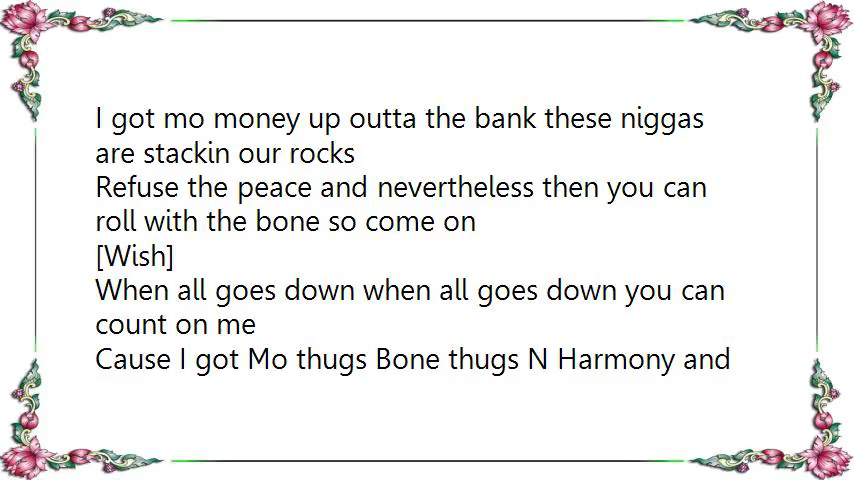 I got mo money up outta the bank these niggas
are stackin our rocks
Refuse the peace and nevertheless then you can
roll with the bone so come on
[Wish]
When all goes down when all goes down you can
count on me
Cause I got Mo thugs Bone thugs N Harmony and